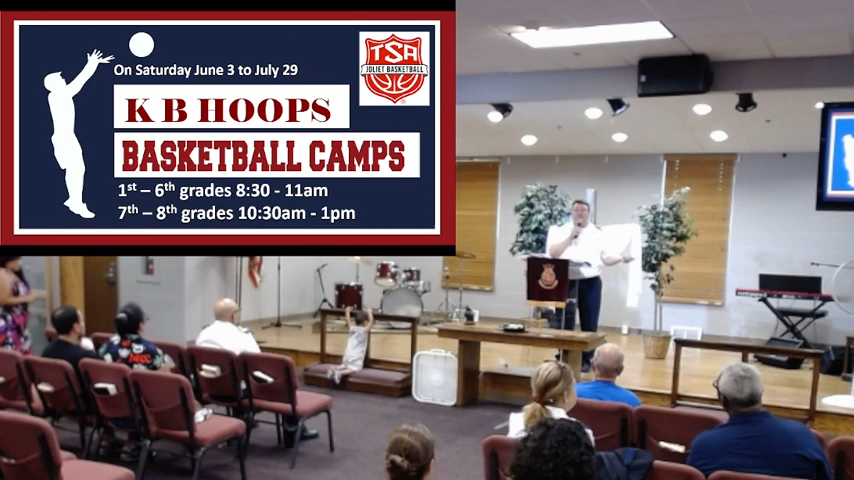 On Saturday June 3 to July 29
TSA
JOLIET BASKETBALL
K B HOOPS
BASKETBALL CAMPS
1st – 6th grades 8:30 - 11am
7th – 8th grades 10:30am - 1pm